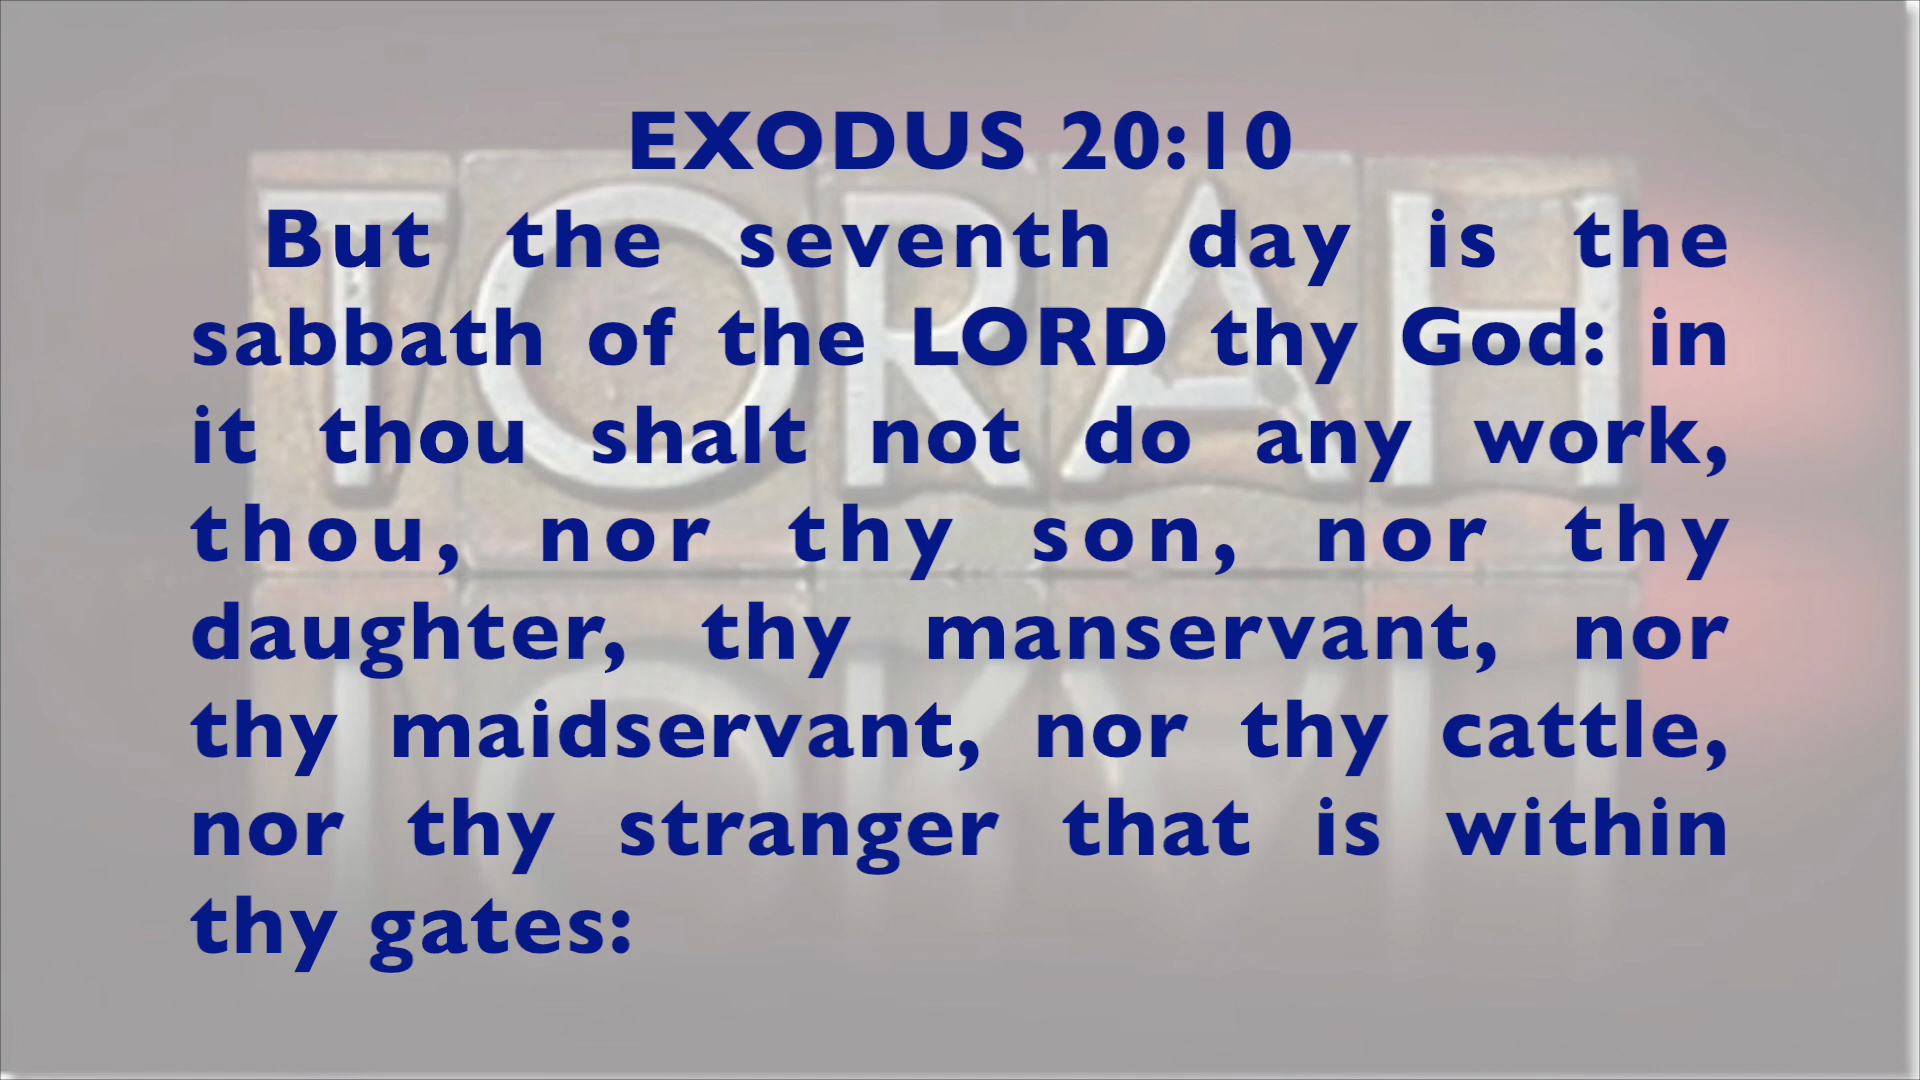 EXODUS 20:10
But the seventh day is the
sabbath of the LORD thy God: in
it thou shalt not do any work,
thou, nor thy son, nor thy
daughter, thy manservant, nor
thy maidservant, nor thy cattle,
nor thy stranger that is within
thy gates:
TORAH